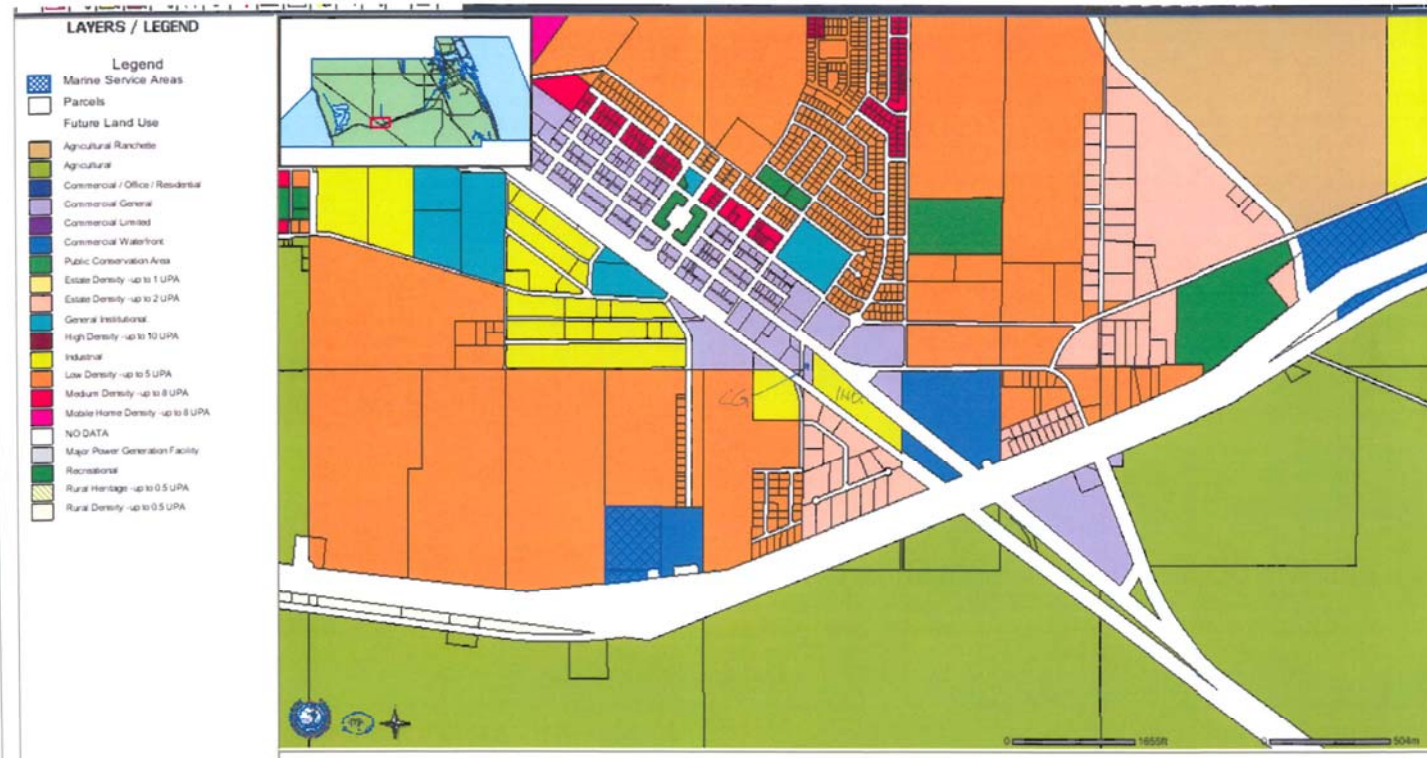 LAYERS / LEGEND
Legend
Marine Service Areas
Parcels
Future Land Use
Agricultural Ranchette
Agricultural
Commercial / Office / Residential
Commercial General
Commercial Limited
Commercial Waterfront
Public Conservation Area
Estate Density - up to 1 UPA
Estate Density - up to 2 UPA
General Institutional
High Density - up to 10 UPA
Industrial
Low Density - up to 5 UPA
Medium Density - up to 8 UPA
Mobile Home Density - up to 8 UPA
NO DATA
Major Power Generation Facility
Recreational
Rural Heritage - up to 0.5 UPA
Rural Density - up to 0.5 UPA
CG
IND.
0 1655ft
0 504m